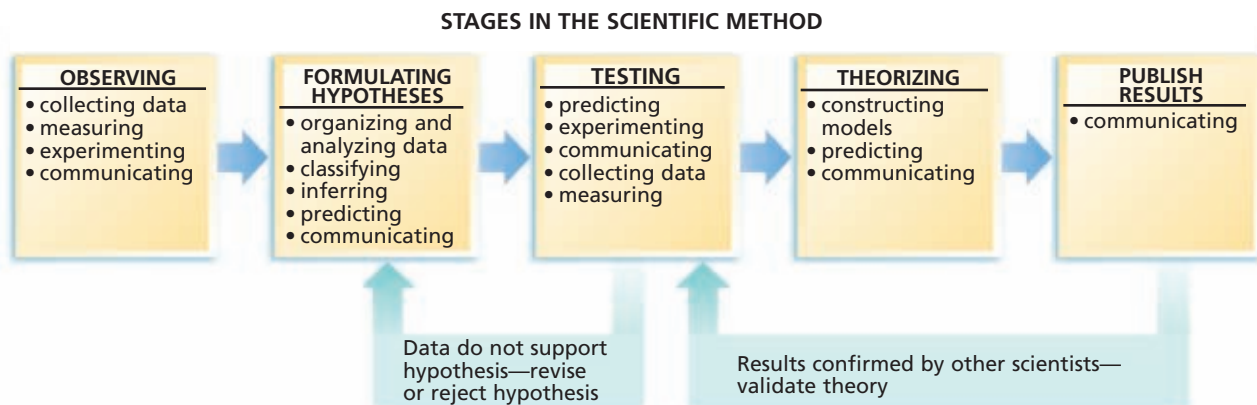 STAGES IN THE SCIENTIFIC METHOD
OBSERVING
• collecting data
• measuring
• experimenting
• communicating
FORMULATING
HYPOTHESES
• organizing and
analyzing data
• classifying
• inferring
• predicting
• communicating
TESTING
• predicting
• experimenting
• communicating
• collecting data
• measuring
THEORIZING
• constructing
models
• predicting
• communicating
PUBLISH
RESULTS
• communicating
Data do not support
hypothesis—revise
or reject hypothesis
Results confirmed by other scientists—
validate theory